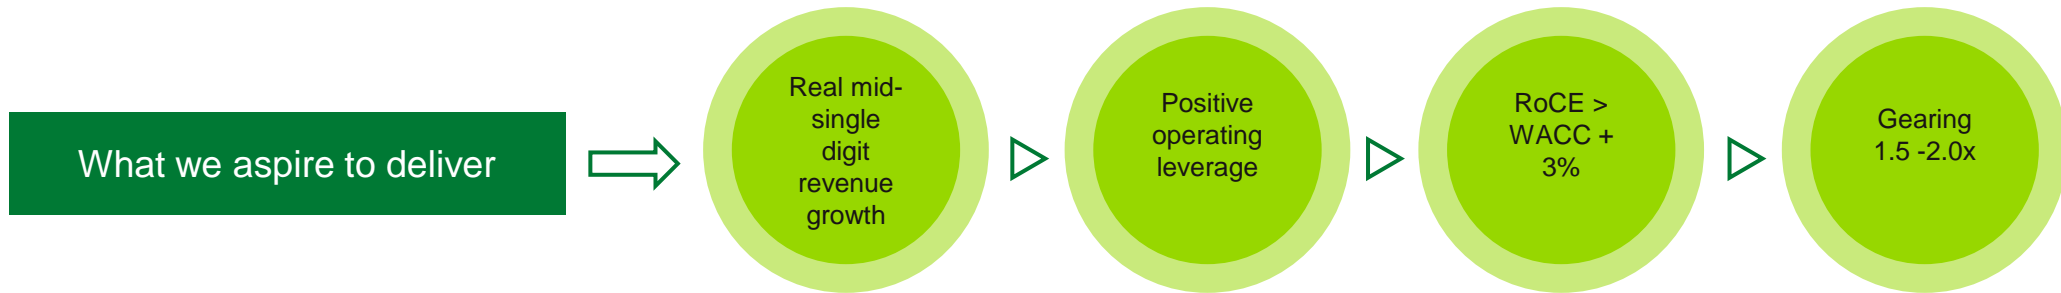 What we aspire to deliver
Real mid-
single
digit
revenue
growth
Positive
operating
leverage
RoCE >
WACC +
3%
Gearing
1.5 -2.0x